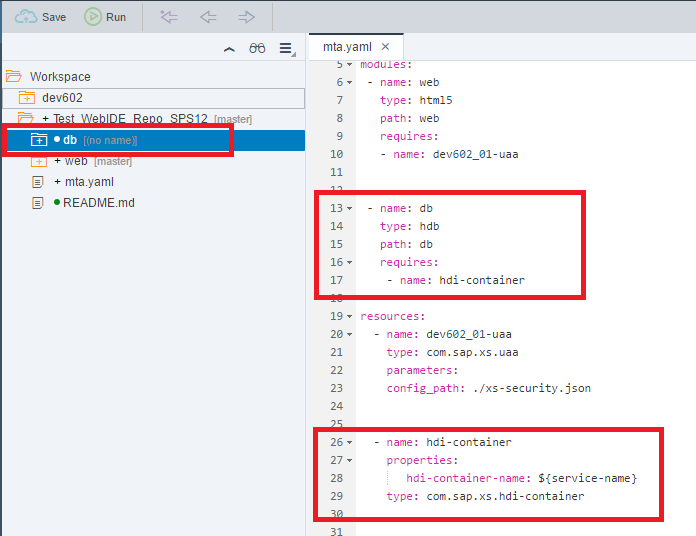 Save Run
mta.yaml ×
Workspace
dev602
+ Test_WebIDE_Repo_SPS12 [master]
db [(no name)]
+ web [master]
+ mta.yaml
README.md
5 modules:
6 - name: web
7 type: html5
8 path: web
9 requires:
10 - name: dev602_01-uaa
11
12
13 - name: db
14 type: hdb
15 path: db
16 requires:
17 - name: hdi-container
18
19 resources:
20 - name: dev602_01-uaa
21 type: com.sap.xs.uaa
22 parameters:
23 config_path: ./xs-security.json
24
25
26 - name: hdi-container
27 properties:
28 hdi-container-name: ${service-name}
29 type: com.sap.xs.hdi-container
30
31